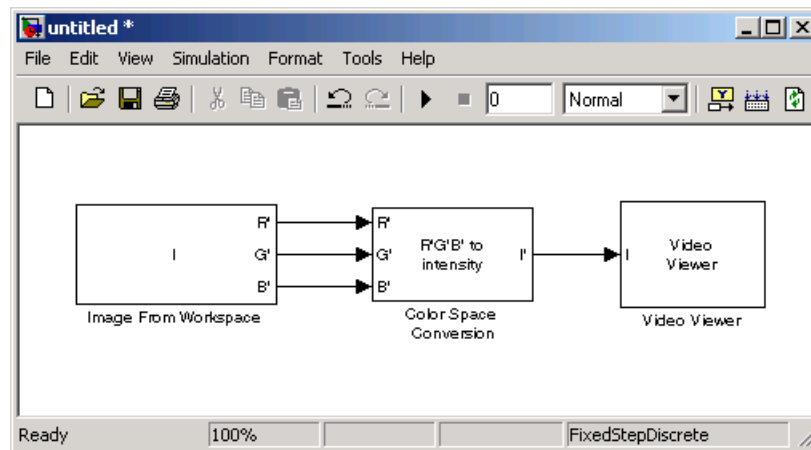 untitled *
File Edit View Simulation Format Tools Help
0 Normal
R' R'
I G' G' R'G'B' to intensity I' I Video Viewer
B' B'
Image From Workspace
Color Space
Conversion
Video Viewer
Ready 100% FixedStepDiscrete